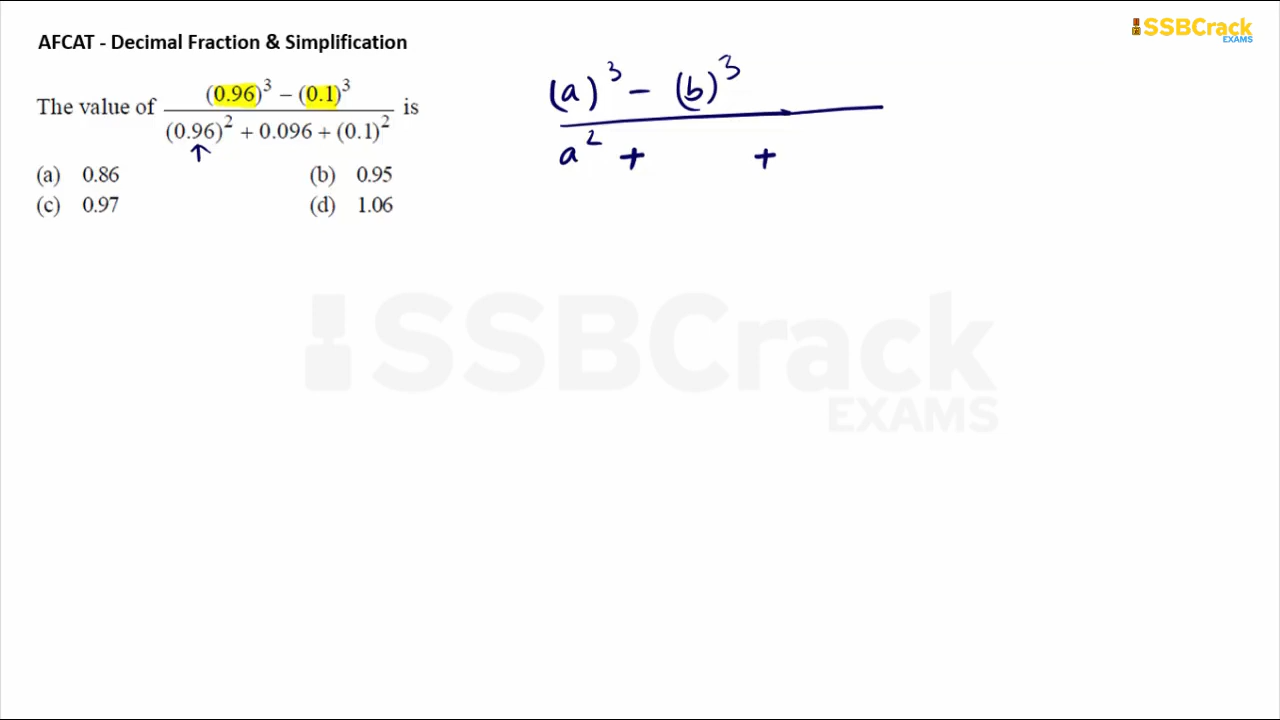 SSBCrack
EXAMS
AFCAT - Decimal Fraction & Simplification
(0.96)³ − (0.1)³
The value of ――― is
(0.96)² + 0.096 + (0.1)²
(a) 0.86 (b) 0.95
(c) 0.97 (d) 1.06
(a)³ − (b)³
a² + +
SSBCrack
EXAMS